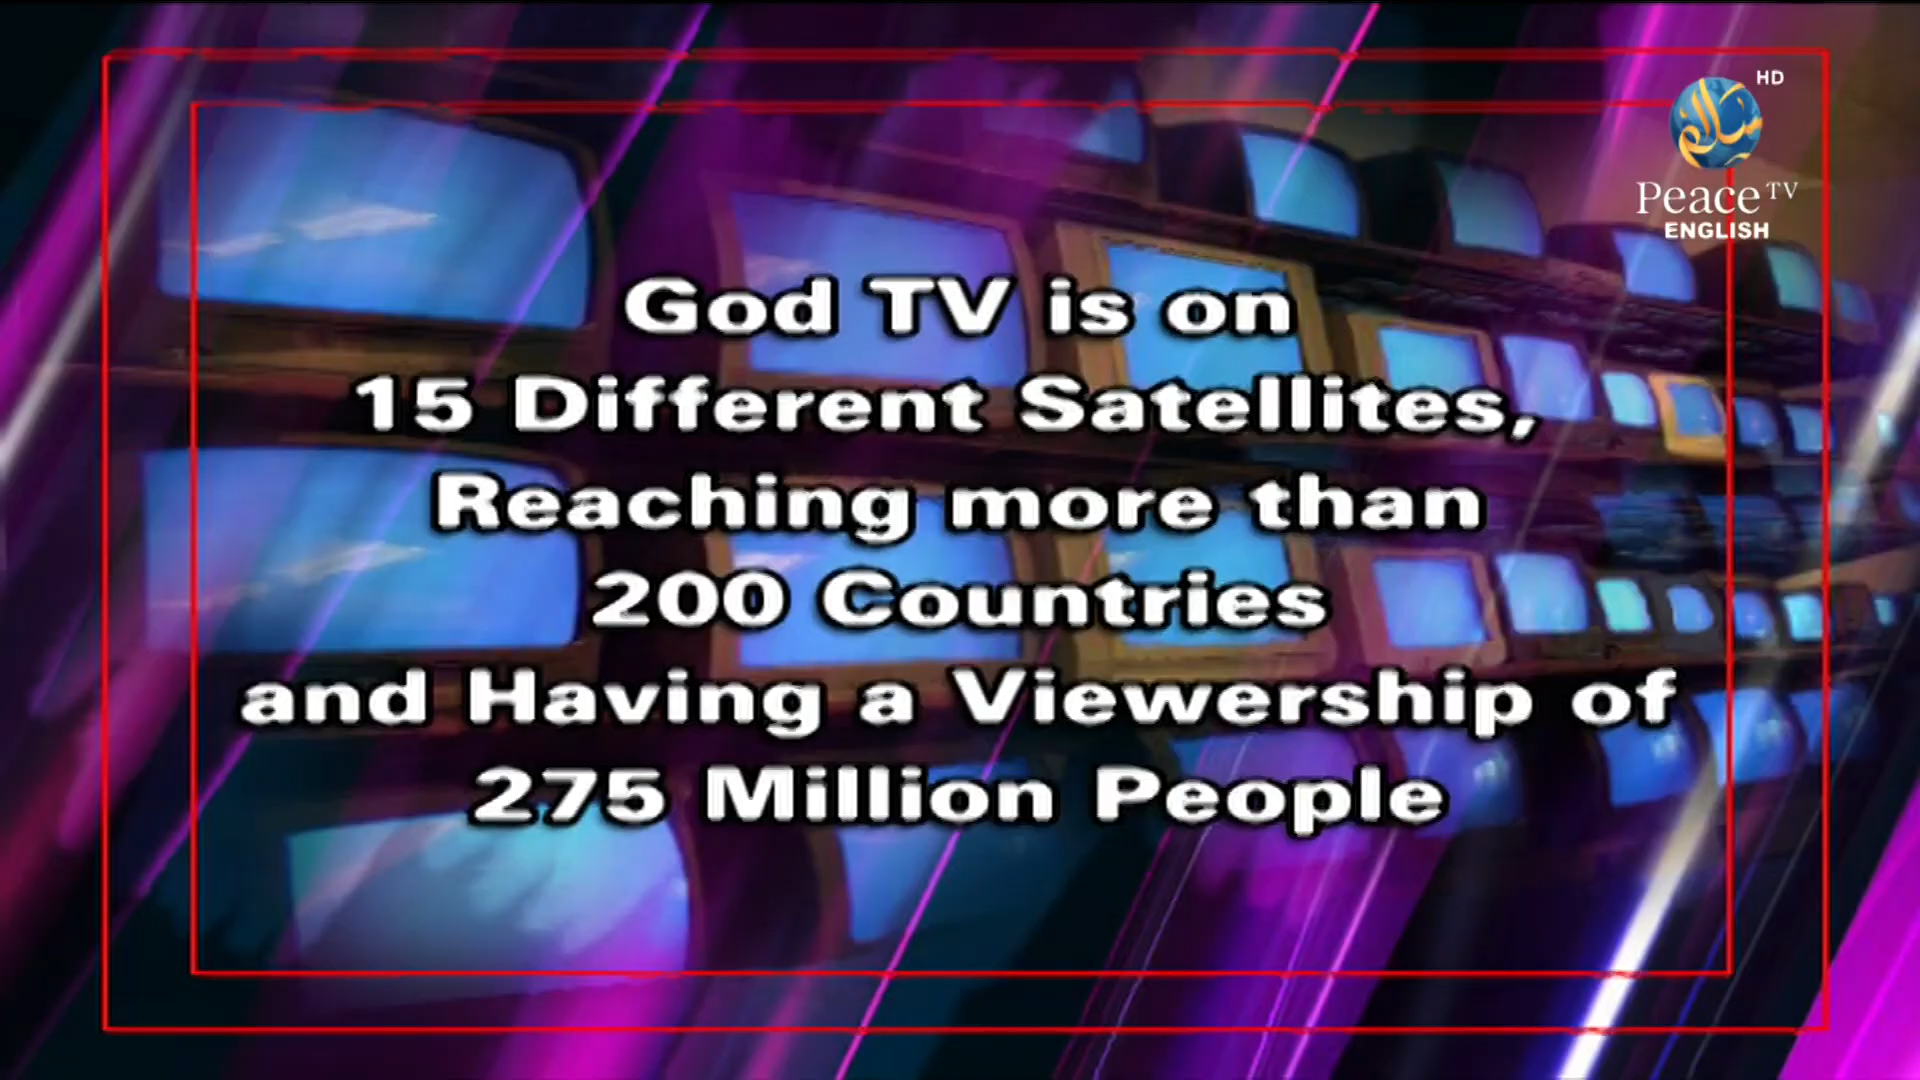 HD
سلام
Peace TV
ENGLISH
God TV is on
15 Different Satellites,
Reaching more than
200 Countries
and Having a Viewership of
275 Million People